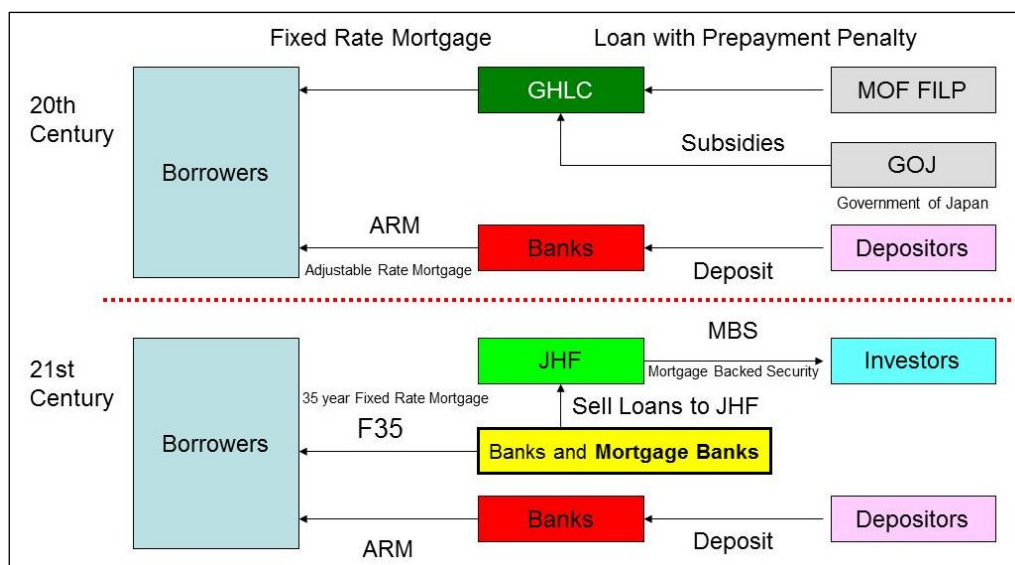 Fixed Rate Mortgage
Loan with Prepayment Penalty
20th
Century
Borrowers
GHLC
MOF FILP
Subsidies
GOJ
Government of Japan
ARM
Adjustable Rate Mortgage
Banks
Deposit
Depositors
21st
Century
Borrowers
JHF
MBS
Mortgage Backed Security
Investors
35 year Fixed Rate Mortgage
F35
Sell Loans to JHF
Banks and Mortgage Banks
ARM
Banks
Deposit
Depositors